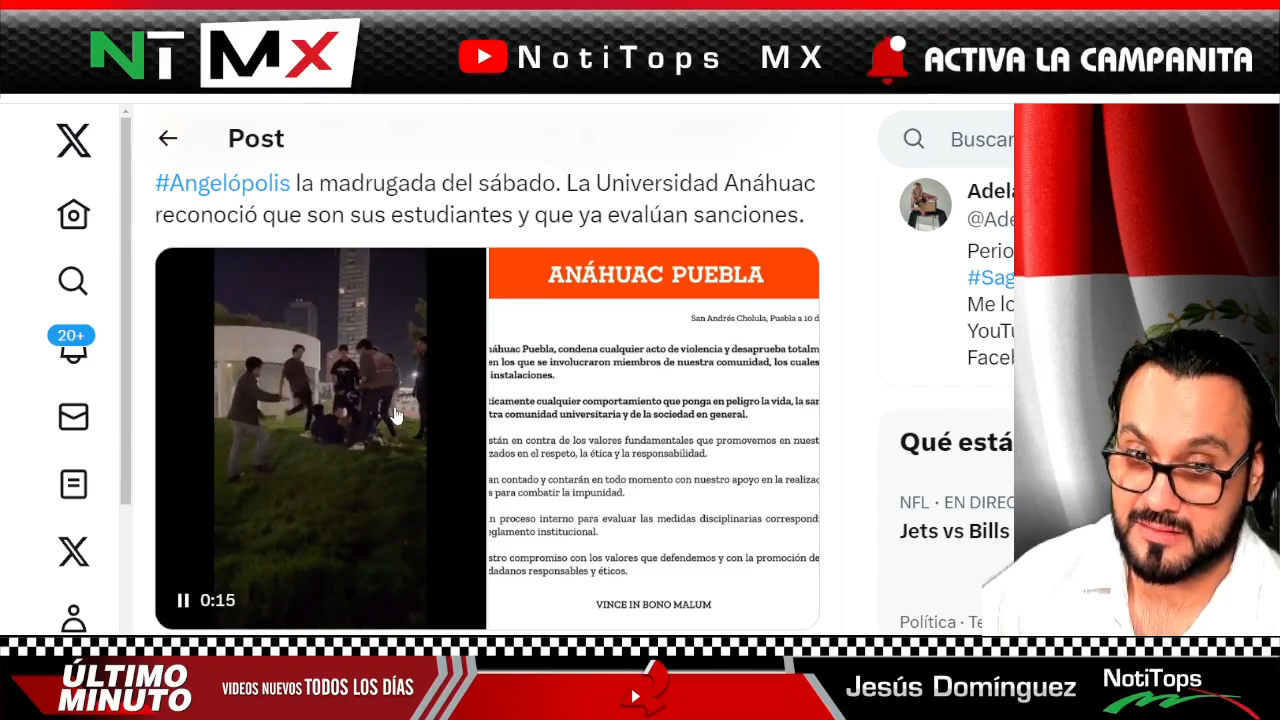 NT MX
NotiTops MX
ACTIVA LA CAMPANITA
Post
#Angelópolis la madrugada del sábado. La Universidad Anáhuac
reconoció que son sus estudiantes y que ya evalúan sanciones.
20+
0:15
ANÁHUAC PUEBLA
San Andrés Cholula, Puebla a 10 d
náhuac Puebla, condena cualquier acto de violencia y desaprueba totalm
en los que se involucraron miembros de nuestra comunidad, los cuales
instalaciones.
ticamente cualquier comportamiento que ponga en peligro la vida, la sar
tra comunidad universitaria y de la sociedad en general.
stán en contra de los valores fundamentales que promovemos en nuest
zados en el respeto, la ética y la responsabilidad.
an contado y contarán en todo momento con nuestro apoyo en la realizac
s para combatir la impunidad.
n proceso interno para evaluar las medidas disciplinarias correspond
eglamento institucional.
stro compromiso con los valores que defendemos y con la promoción de
dadanos responsables y éticos.
VINCE IN BONO MALUM
Buscar
Adela
@Ade
Perio
#Sag
Me lo
YouTu
Faceb
Qué está
NFL · EN DIREC
Jets vs Bills
Política · Te
ÚLTIMO
MINUTO
VIDEOS NUEVOS TODOS LOS DÍAS
Jesús Domínguez
NotiTops